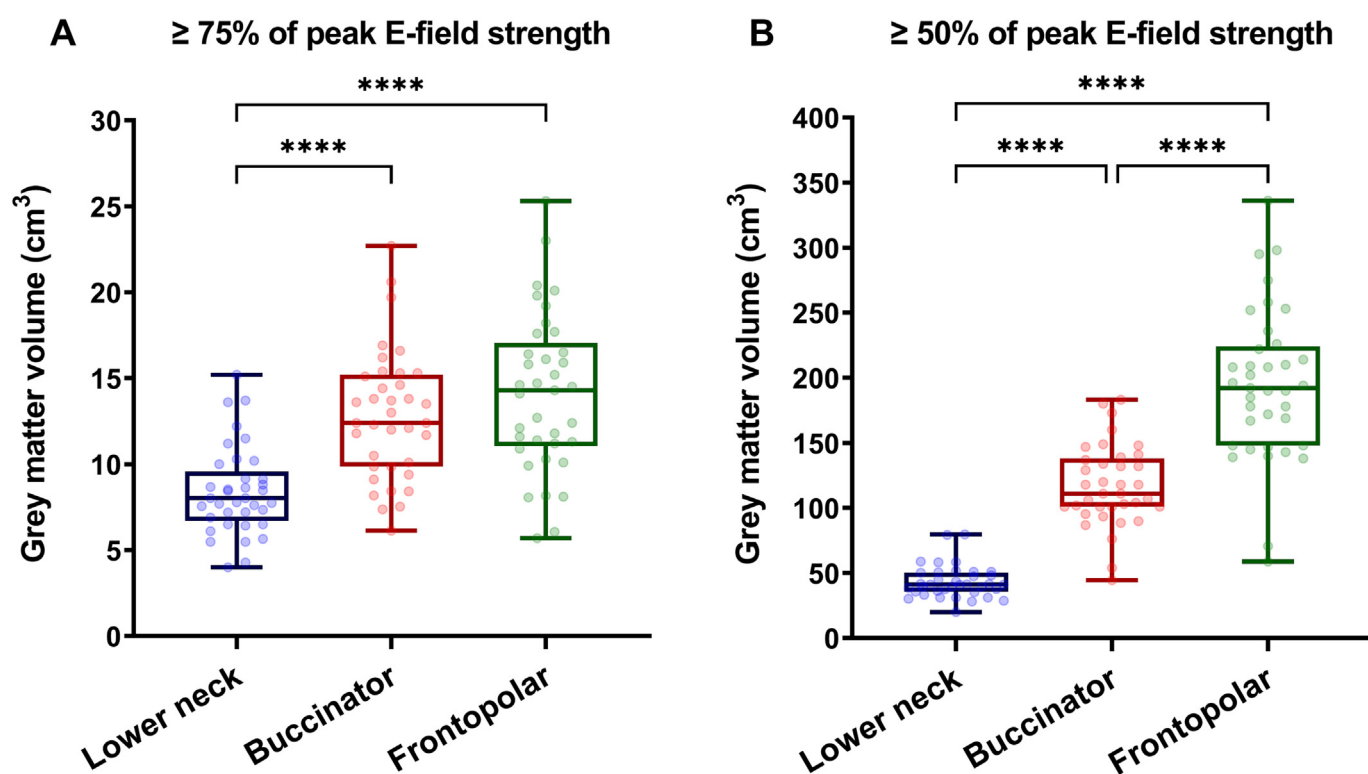 A ≥ 75% of peak E-field strength
****
****
Grey matter volume (cm³)
30
25
20
15
10
5
0
Lower neck
Buccinator
Frontopolar
B ≥ 50% of peak E-field strength
****
**** ****
Grey matter volume (cm³)
400
350
300
250
200
150
100
50
0
Lower neck
Buccinator
Frontopolar